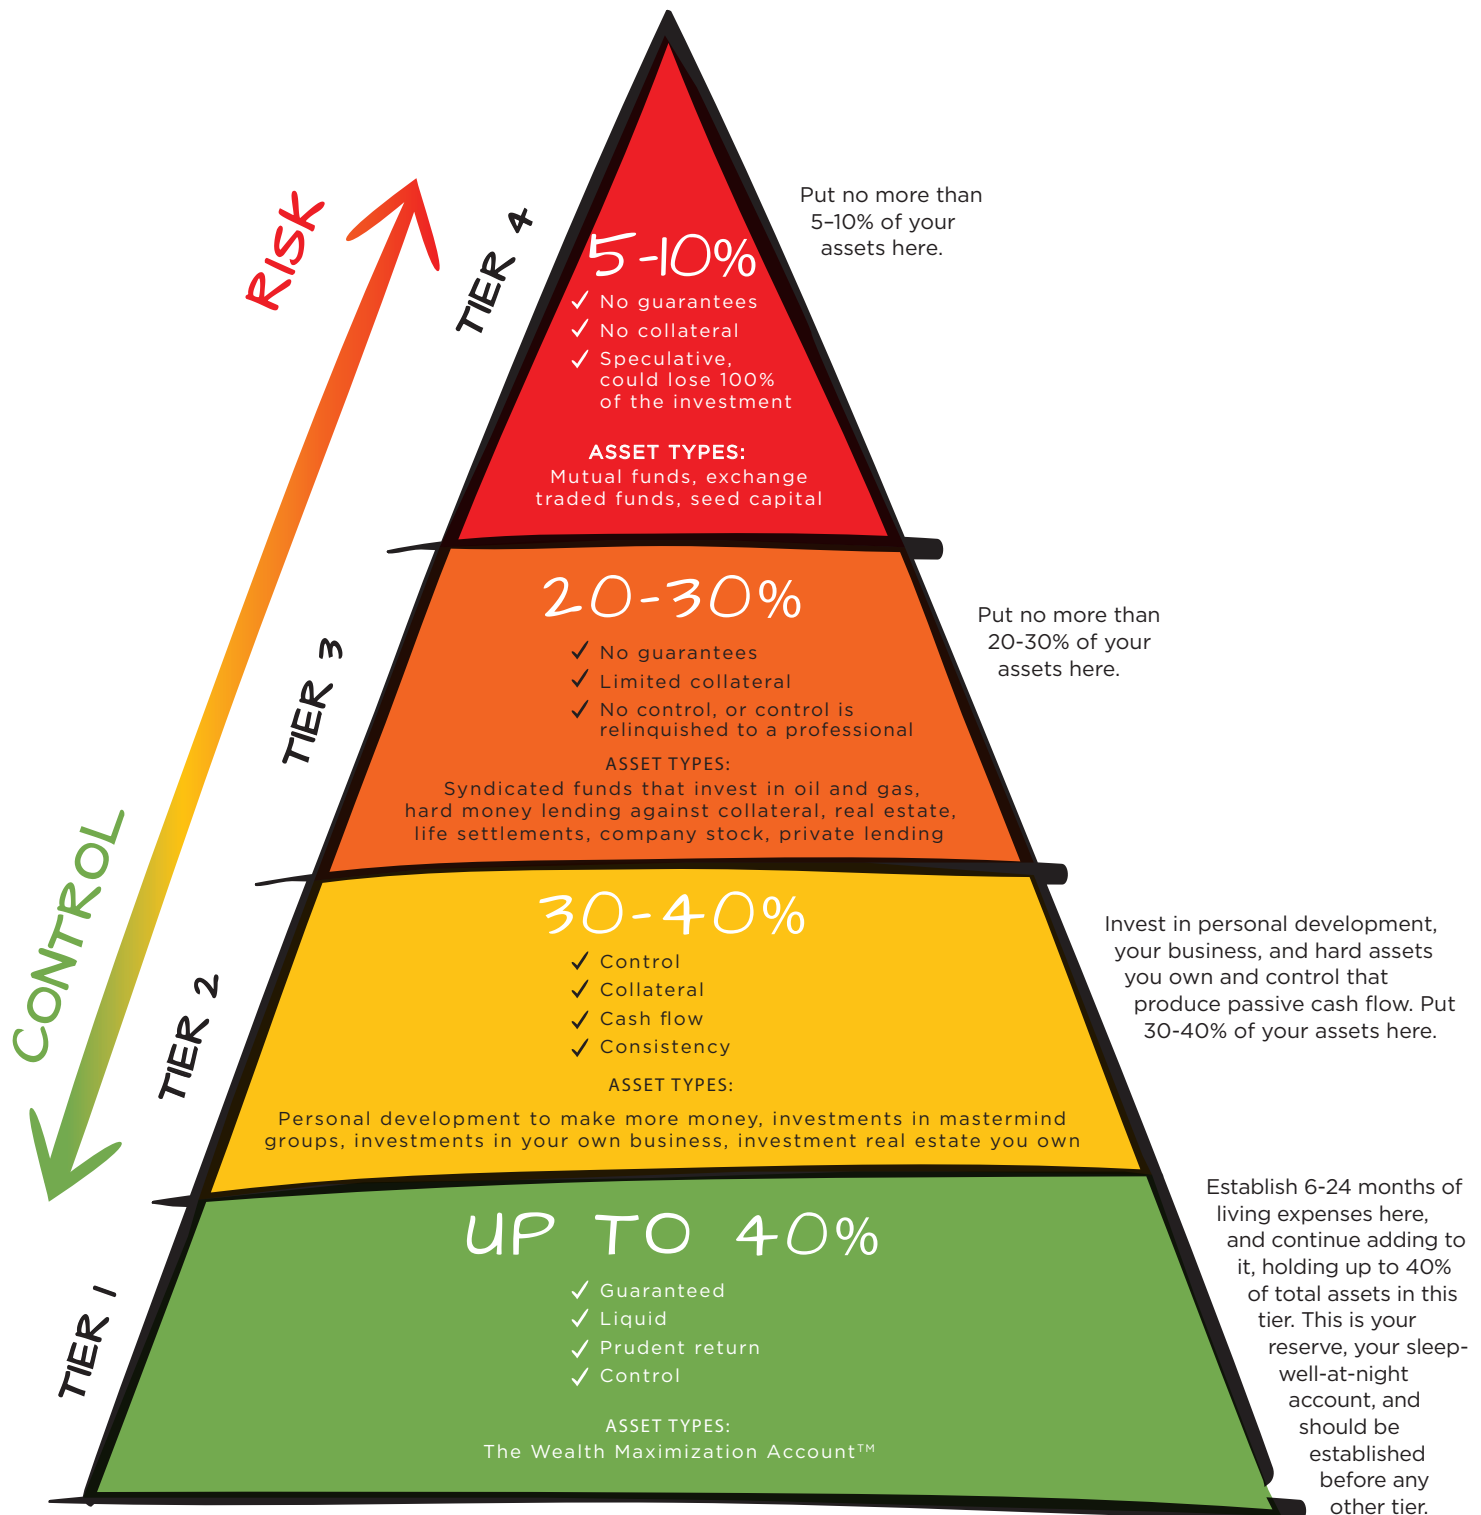 RISK
CONTROL
TIER 4
5-10%
✓ No guarantees
✓ No collateral
✓ Speculative,
could lose 100%
of the investment
ASSET TYPES:
Mutual funds, exchange
traded funds, seed capital
Put no more than
5–10% of your
assets here.
TIER 3
20-30%
✓ No guarantees
✓ Limited collateral
✓ No control, or control is
relinquished to a professional
ASSET TYPES:
Syndicated funds that invest in oil and gas,
hard money lending against collateral, real estate,
life settlements, company stock, private lending
Put no more than
20-30% of your
assets here.
TIER 2
30-40%
✓ Control
✓ Collateral
✓ Cash flow
✓ Consistency
ASSET TYPES:
Personal development to make more money, investments in mastermind
groups, investments in your own business, investment real estate you own
Invest in personal development,
your business, and hard assets
you own and control that
produce passive cash flow. Put
30-40% of your assets here.
TIER 1
UP TO 40%
✓ Guaranteed
✓ Liquid
✓ Prudent return
✓ Control
ASSET TYPES:
The Wealth Maximization Account™
Establish 6-24 months of
living expenses here,
and continue adding to
it, holding up to 40%
of total assets in this
tier. This is your
reserve, your sleep-
well-at-night
account, and
should be
established
before any
other tier.